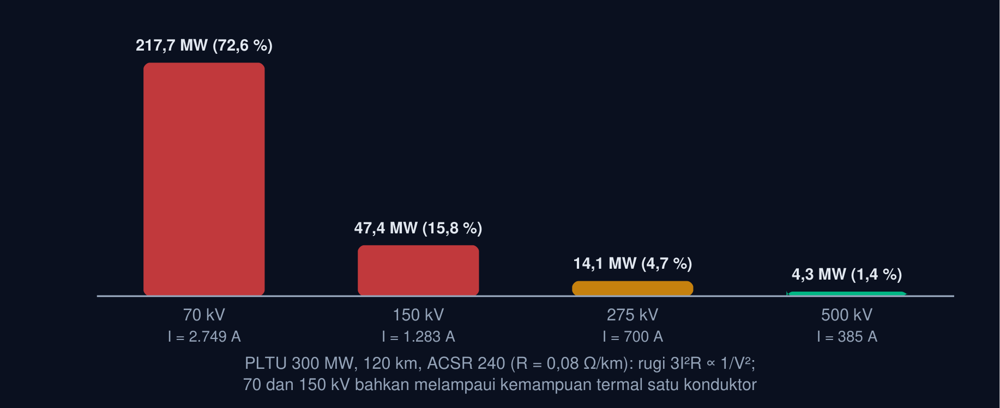 217,7 MW (72,6 %)
47,4 MW (15,8 %)
14,1 MW (4,7 %)
4,3 MW (1,4 %)
70 kV
150 kV
275 kV
500 kV
I = 2.749 A
I = 1.283 A
I = 700 A
I = 385 A
PLTU 300 MW, 120 km, ACSR 240 (R = 0,08 Ω/km): rugi 3I²R ∝ 1/V²;
70 dan 150 kV bahkan melampaui kemampuan termal satu konduktor